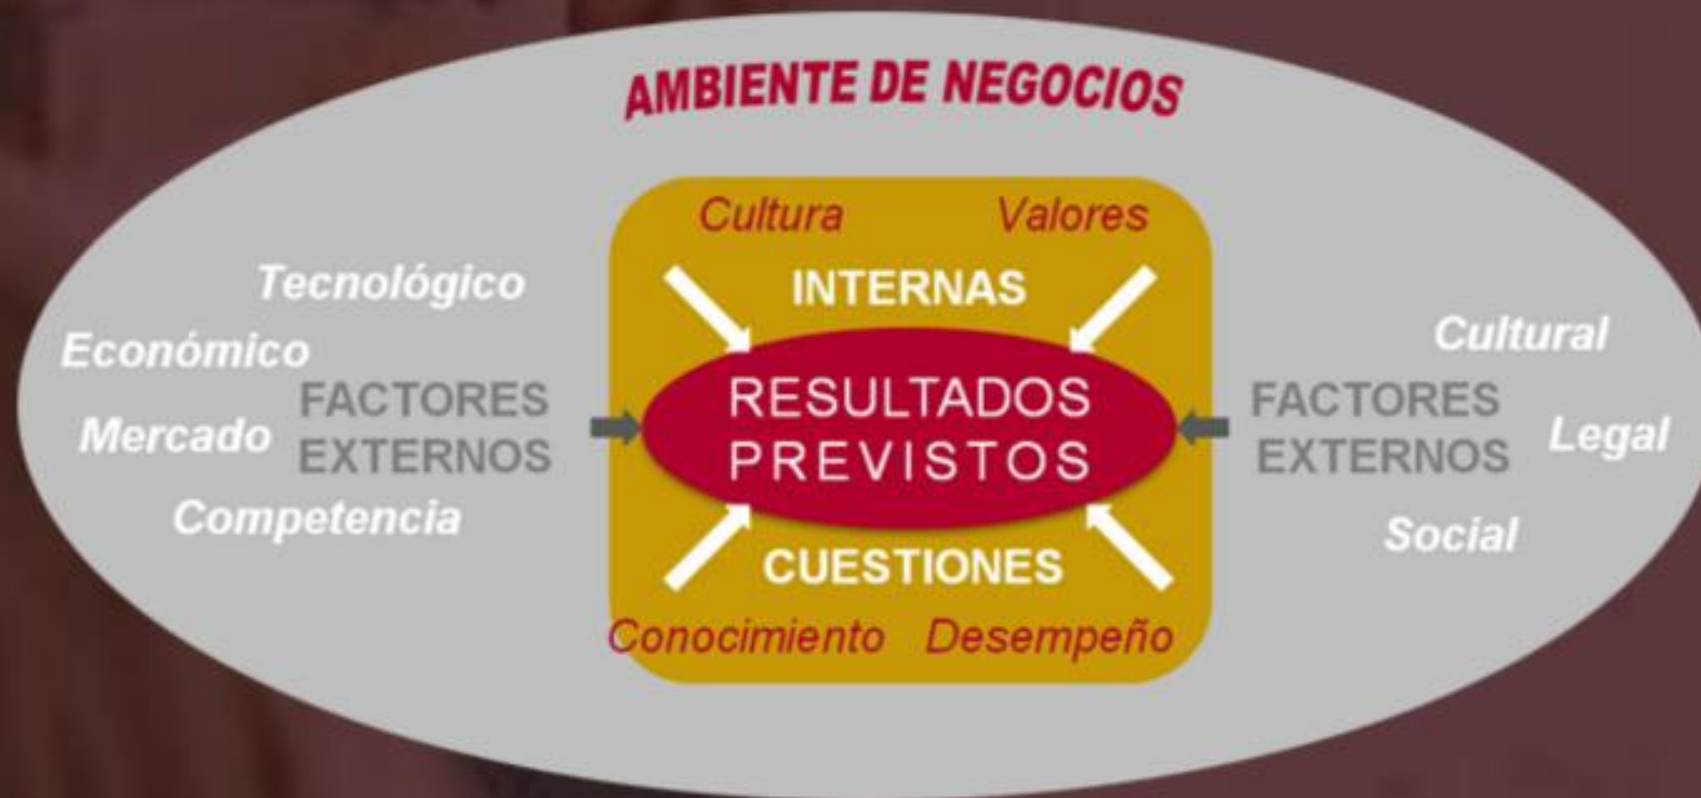 AMBIENTE DE NEGOCIOS
Cultura Valores
INTERNAS
Tecnológico
Económico
FACTORES
EXTERNOS
Mercado
Competencia
RESULTADOS
PREVISTOS
Cultural
FACTORES
EXTERNOS
Legal
Social
CUESTIONES
Conocimiento Desempeño